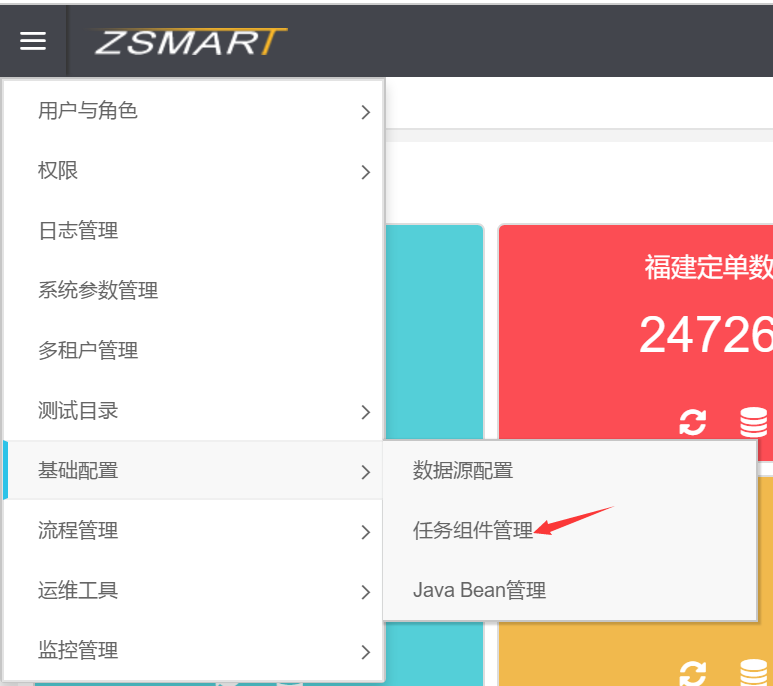 ZSMART
用户与角色
权限
日志管理
系统参数管理
多租户管理
测试目录
基础配置
流程管理
运维工具
监控管理
数据源配置
任务组件管理
Java Bean管理
福建定单数
24726